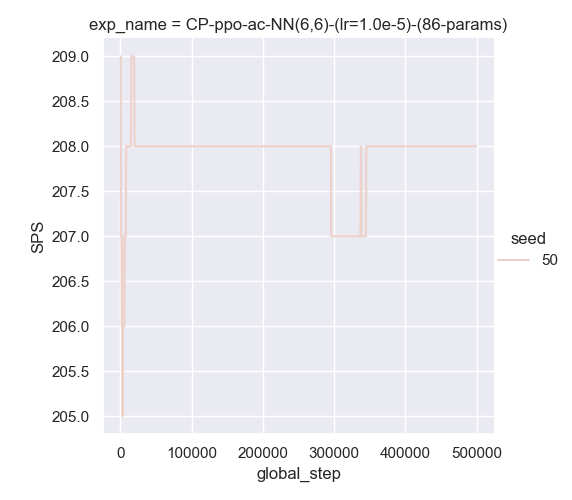 exp_name = CP-ppo-ac-NN(6,6)-(lr=1.0e-5)-(86-params)
209.0
208.5
208.0
207.5
207.0
206.5
206.0
205.5
205.0
SPS
0 100000 200000 300000 400000 500000
global_step
seed
50